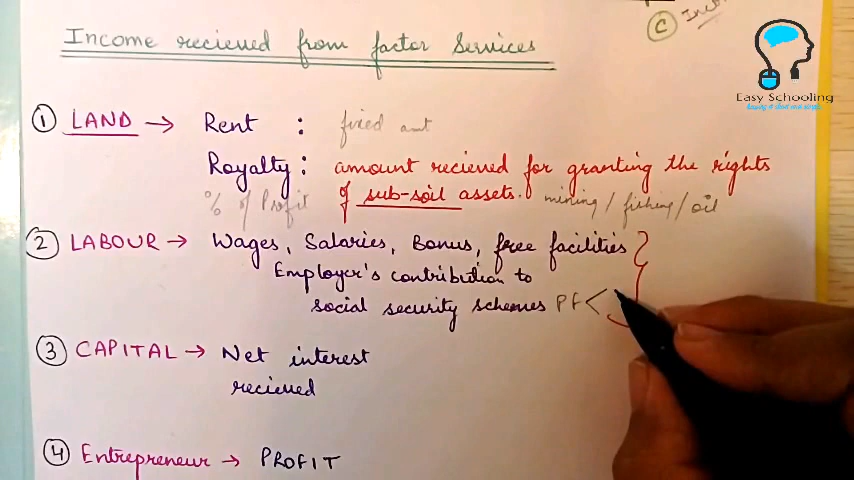 Income recieved from factor Services
C
Easy Schooling
① LAND → Rent : fixed amt
Royalty : amount recieved for granting the rights
of sub-soil assets. mining / fishing / oil
% of Profit
② LABOUR → Wages, Salaries, Bonus, free facilities
Employer's contribution to
social security schemes PF <
③ CAPITAL → Net interest
recieved
④ Entrepreneur → PROFIT